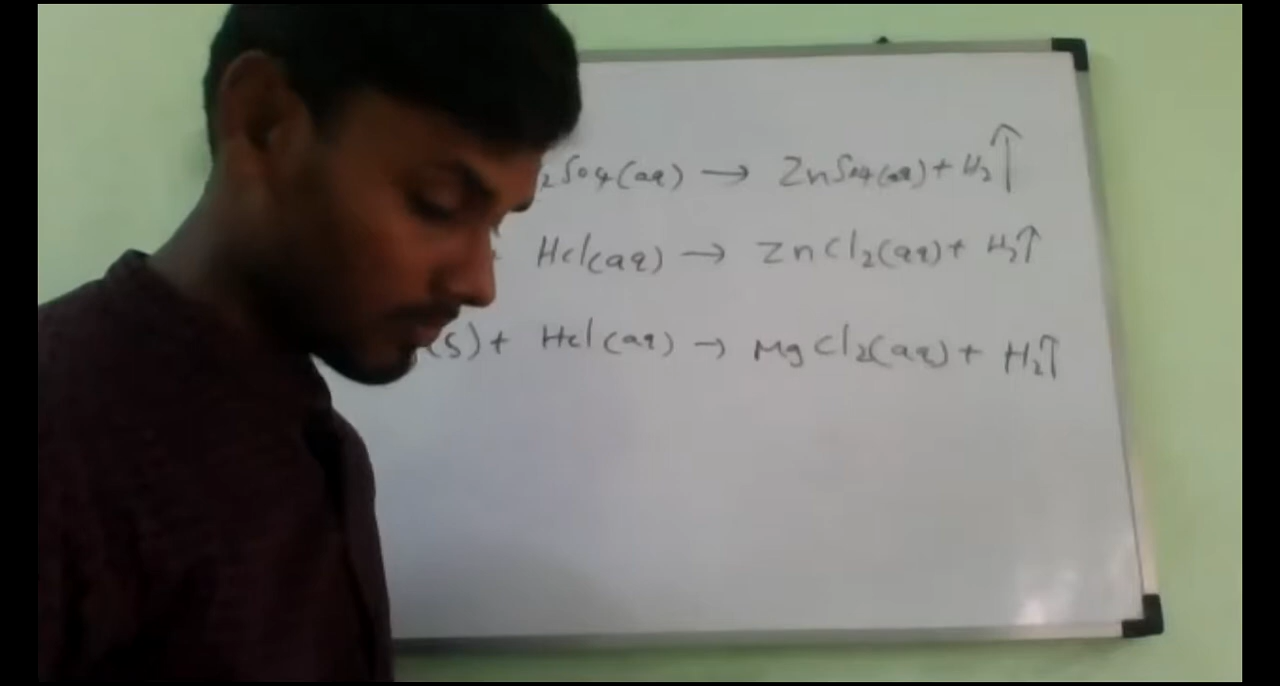 2SO4(aq) → ZnSO4(aq) + H2↑
HCl(aq) → ZnCl2(aq) + H2↑
(s) + HCl(aq) → MgCl2(aq) + H2↑